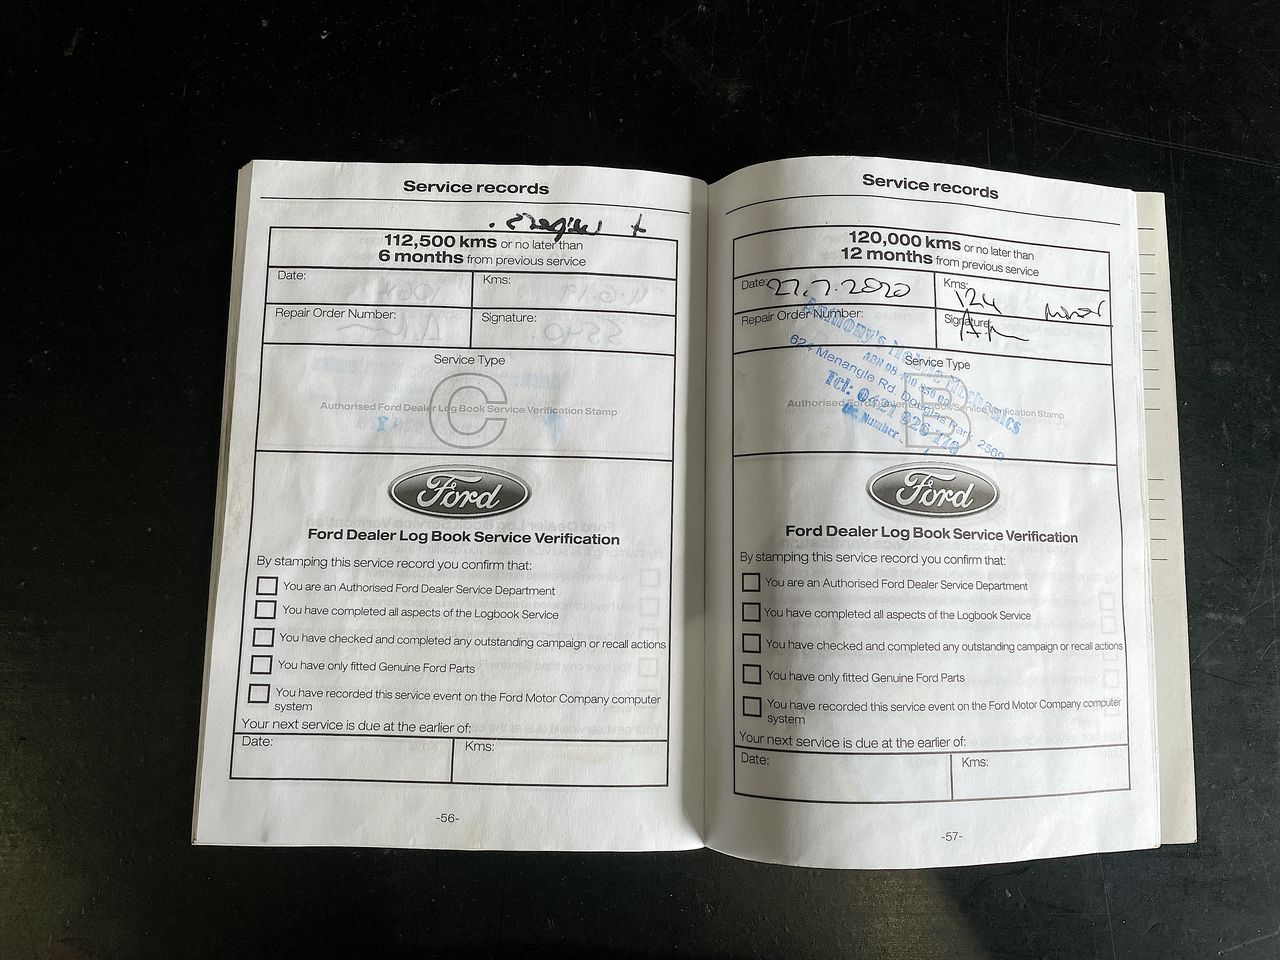 Service records
112,500 kms or no later than
6 months from previous service
Date:
Kms:
Repair Order Number:
Signature:
Service Type
C
Authorised Ford Dealer Log Book Service Verification Stamp
Ford
Ford Dealer Log Book Service Verification
By stamping this service record you confirm that:
You are an Authorised Ford Dealer Service Department
You have completed all aspects of the Logbook Service
You have checked and completed any outstanding campaign or recall actions
You have only fitted Genuine Ford Parts
You have recorded this service event on the Ford Motor Company computer
system
Your next service is due at the earlier of:
Date:
Kms:
-56-
Service records
120,000 kms or no later than
12 months from previous service
Date: 27.7.2020
Kms: 124
Repair Order Number:
Signature:
Mobile Mechanics
624 Menangle Rd, Douglas Park 2569
Tel: 0421 926 170
Lic. Number.
Service Type
B
Authorised Ford Dealer Log Book Service Verification Stamp
Ford
Ford Dealer Log Book Service Verification
By stamping this service record you confirm that:
You are an Authorised Ford Dealer Service Department
You have completed all aspects of the Logbook Service
You have checked and completed any outstanding campaign or recall actions
You have only fitted Genuine Ford Parts
You have recorded this service event on the Ford Motor Company computer
system
Your next service is due at the earlier of:
Date:
Kms:
-57-